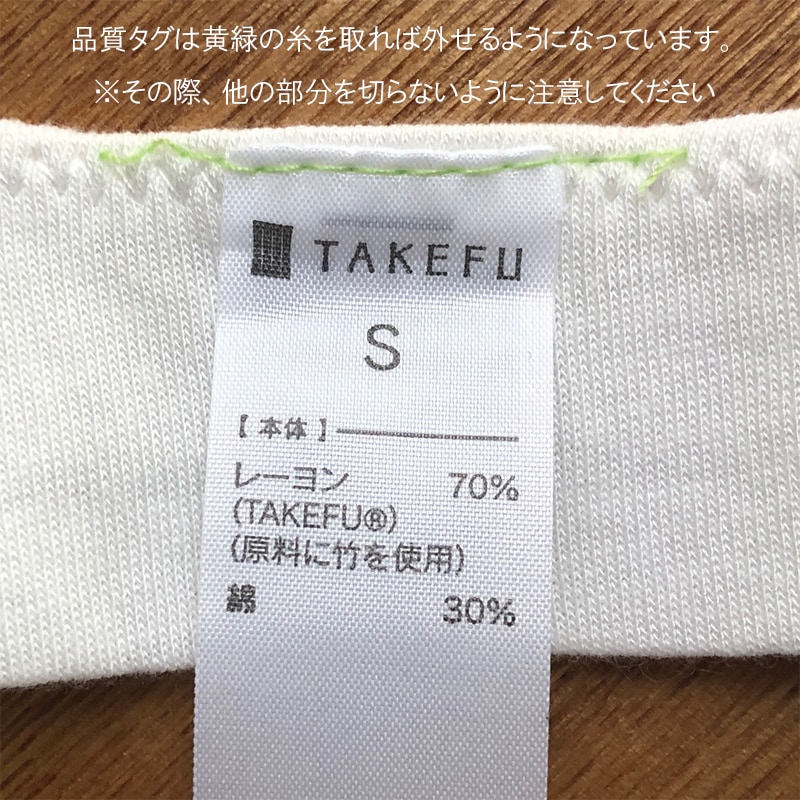 品質タグは黄緑の糸を取れば外せるようになっています。
※その際、他の部分を切らないように注意してください
TAKEFU
S
【 本体 】
レーヨン 70%
(TAKEFU®)
(原料に竹を使用)
綿 30%